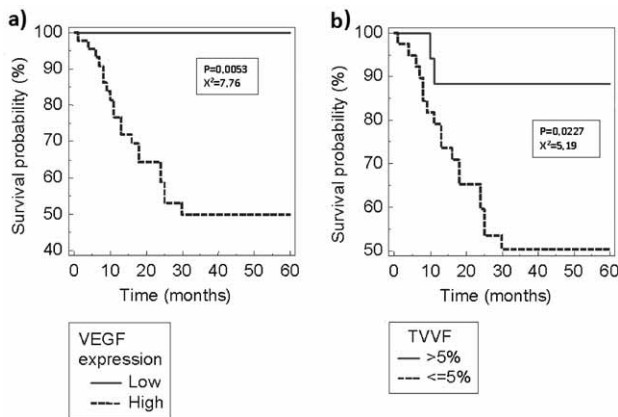 a)
100
90
80
70
60
50
40
Survival probability (%)
P=0,0053
X²=7,76
0 10 20 30 40 50 60
Time (months)
VEGF
expression
Low
High
b)
100
90
80
70
60
50
Survival probability (%)
P=0,0227
X²=5,19
0 10 20 30 40 50 60
Time (months)
TVVF
>5%
<=5%